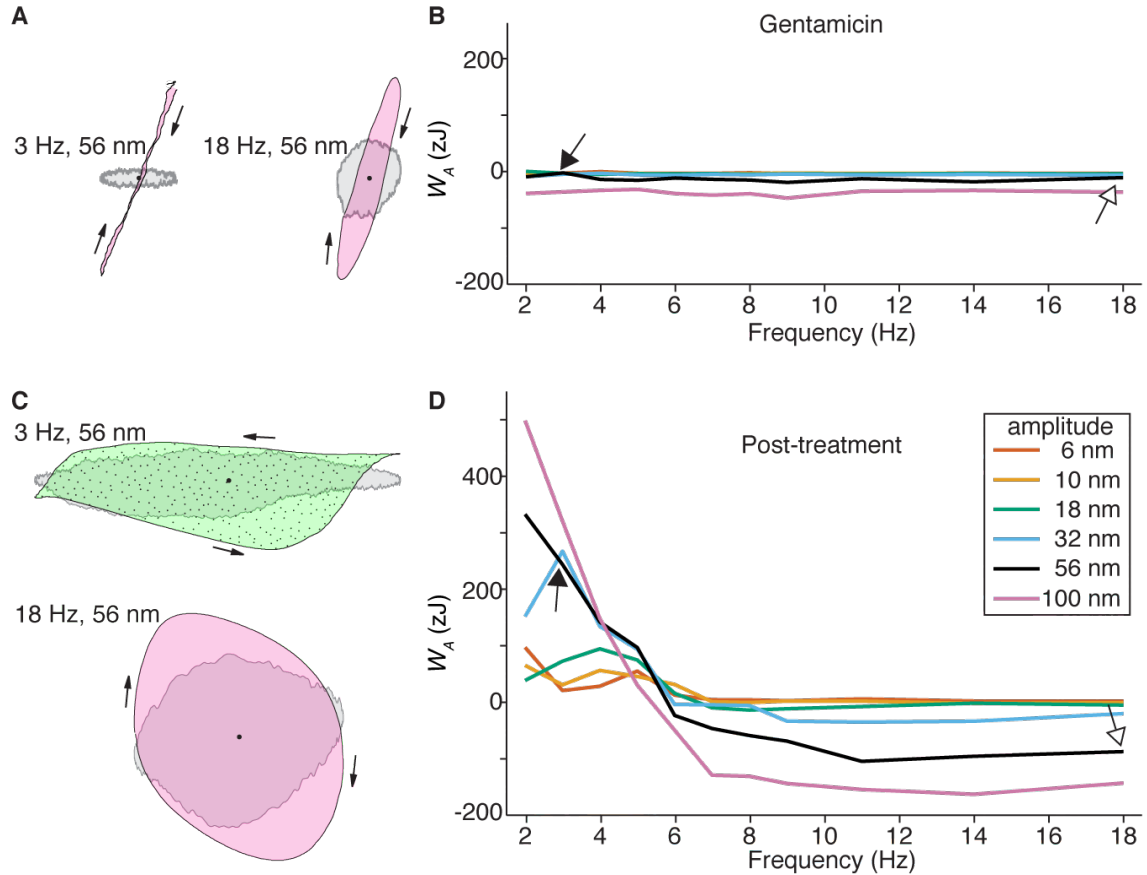 A
3 Hz, 56 nm
18 Hz, 56 nm
B
Gentamicin
200
0
-200
W_A (zJ)
2 4 6 8 10 12 14 16 18
Frequency (Hz)
C
3 Hz, 56 nm
18 Hz, 56 nm
D
Post-treatment
400
200
0
-200
W_A (zJ)
2 4 6 8 10 12 14 16 18
Frequency (Hz)
amplitude
6 nm
10 nm
18 nm
32 nm
56 nm
100 nm